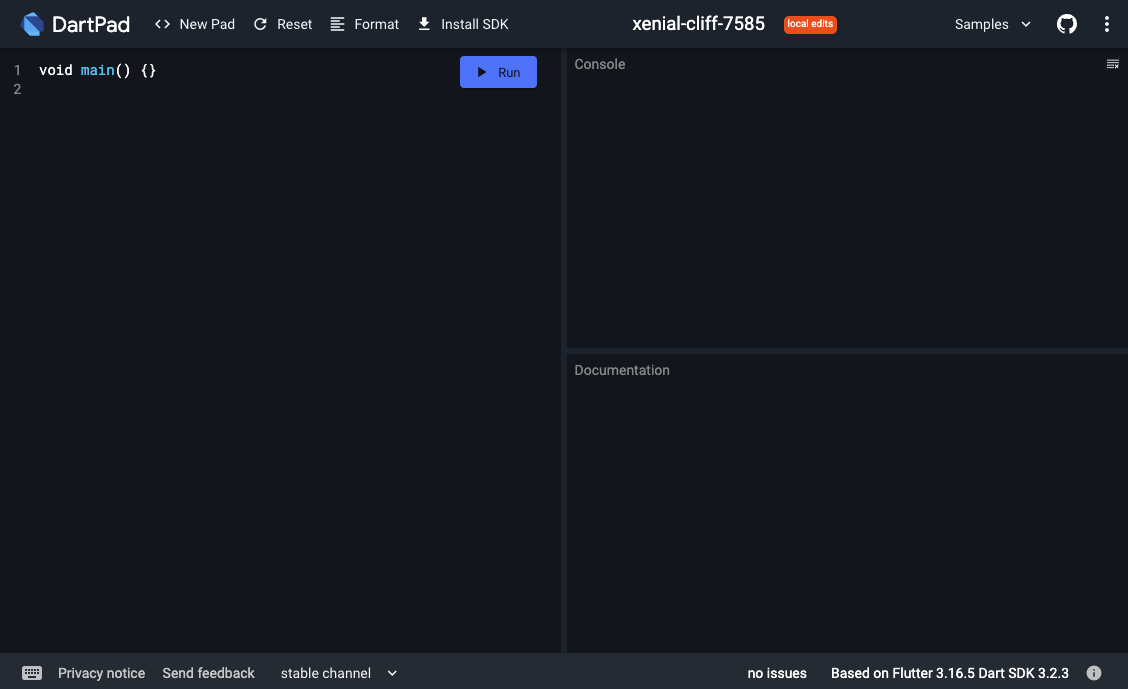 DartPad New Pad Reset Format Install SDK xenial-cliff-7585 local edits Samples
1 void main() {} Run
2
Console
Documentation
Privacy notice Send feedback stable channel no issues Based on Flutter 3.16.5 Dart SDK 3.2.3